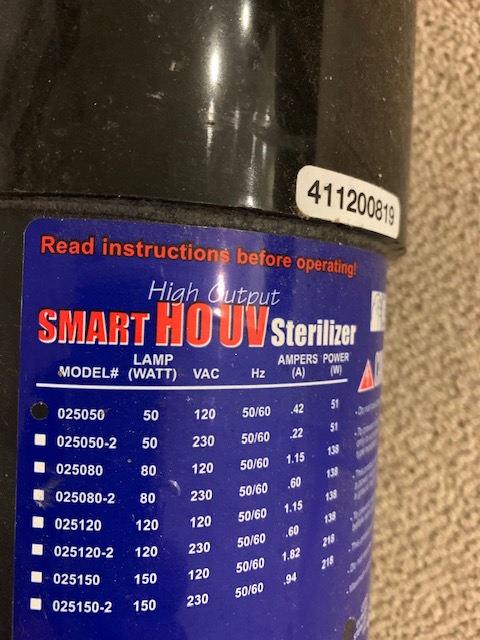 411200819
Read instructions before operating!
High Output
SMART HO UV Sterilizer
MODEL# LAMP (WATT) VAC Hz AMPERS (A) POWER (W)
025050 50 120 50/60 .42 51
025050-2 50 230 50/60 .22 51
025080 80 120 50/60 1.15 138
025080-2 80 230 50/60 .60 138
025120 120 120 50/60 1.15 138
025120-2 120 230 50/60 .60 138
025150 150 120 50/60 1.82 218
025150-2 150 230 50/60 .94 218